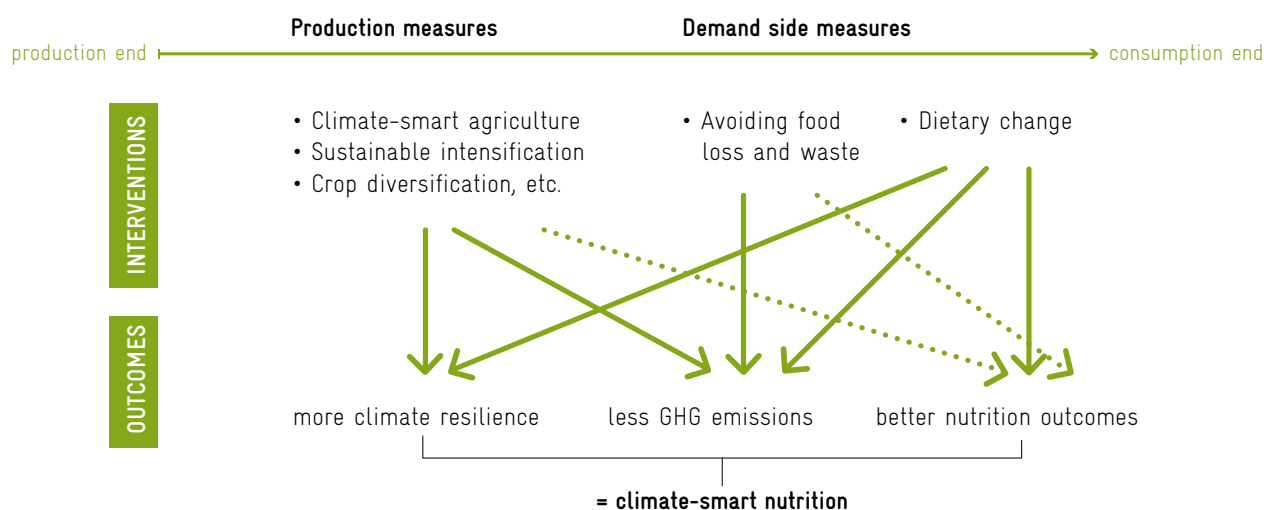 Production measures
Demand side measures
production end
consumption end
INTERVENTIONS
• Climate-smart agriculture
• Sustainable intensification
• Crop diversification, etc.
• Avoiding food
loss and waste
• Dietary change
OUTCOMES
more climate resilience
less GHG emissions
better nutrition outcomes
= climate-smart nutrition